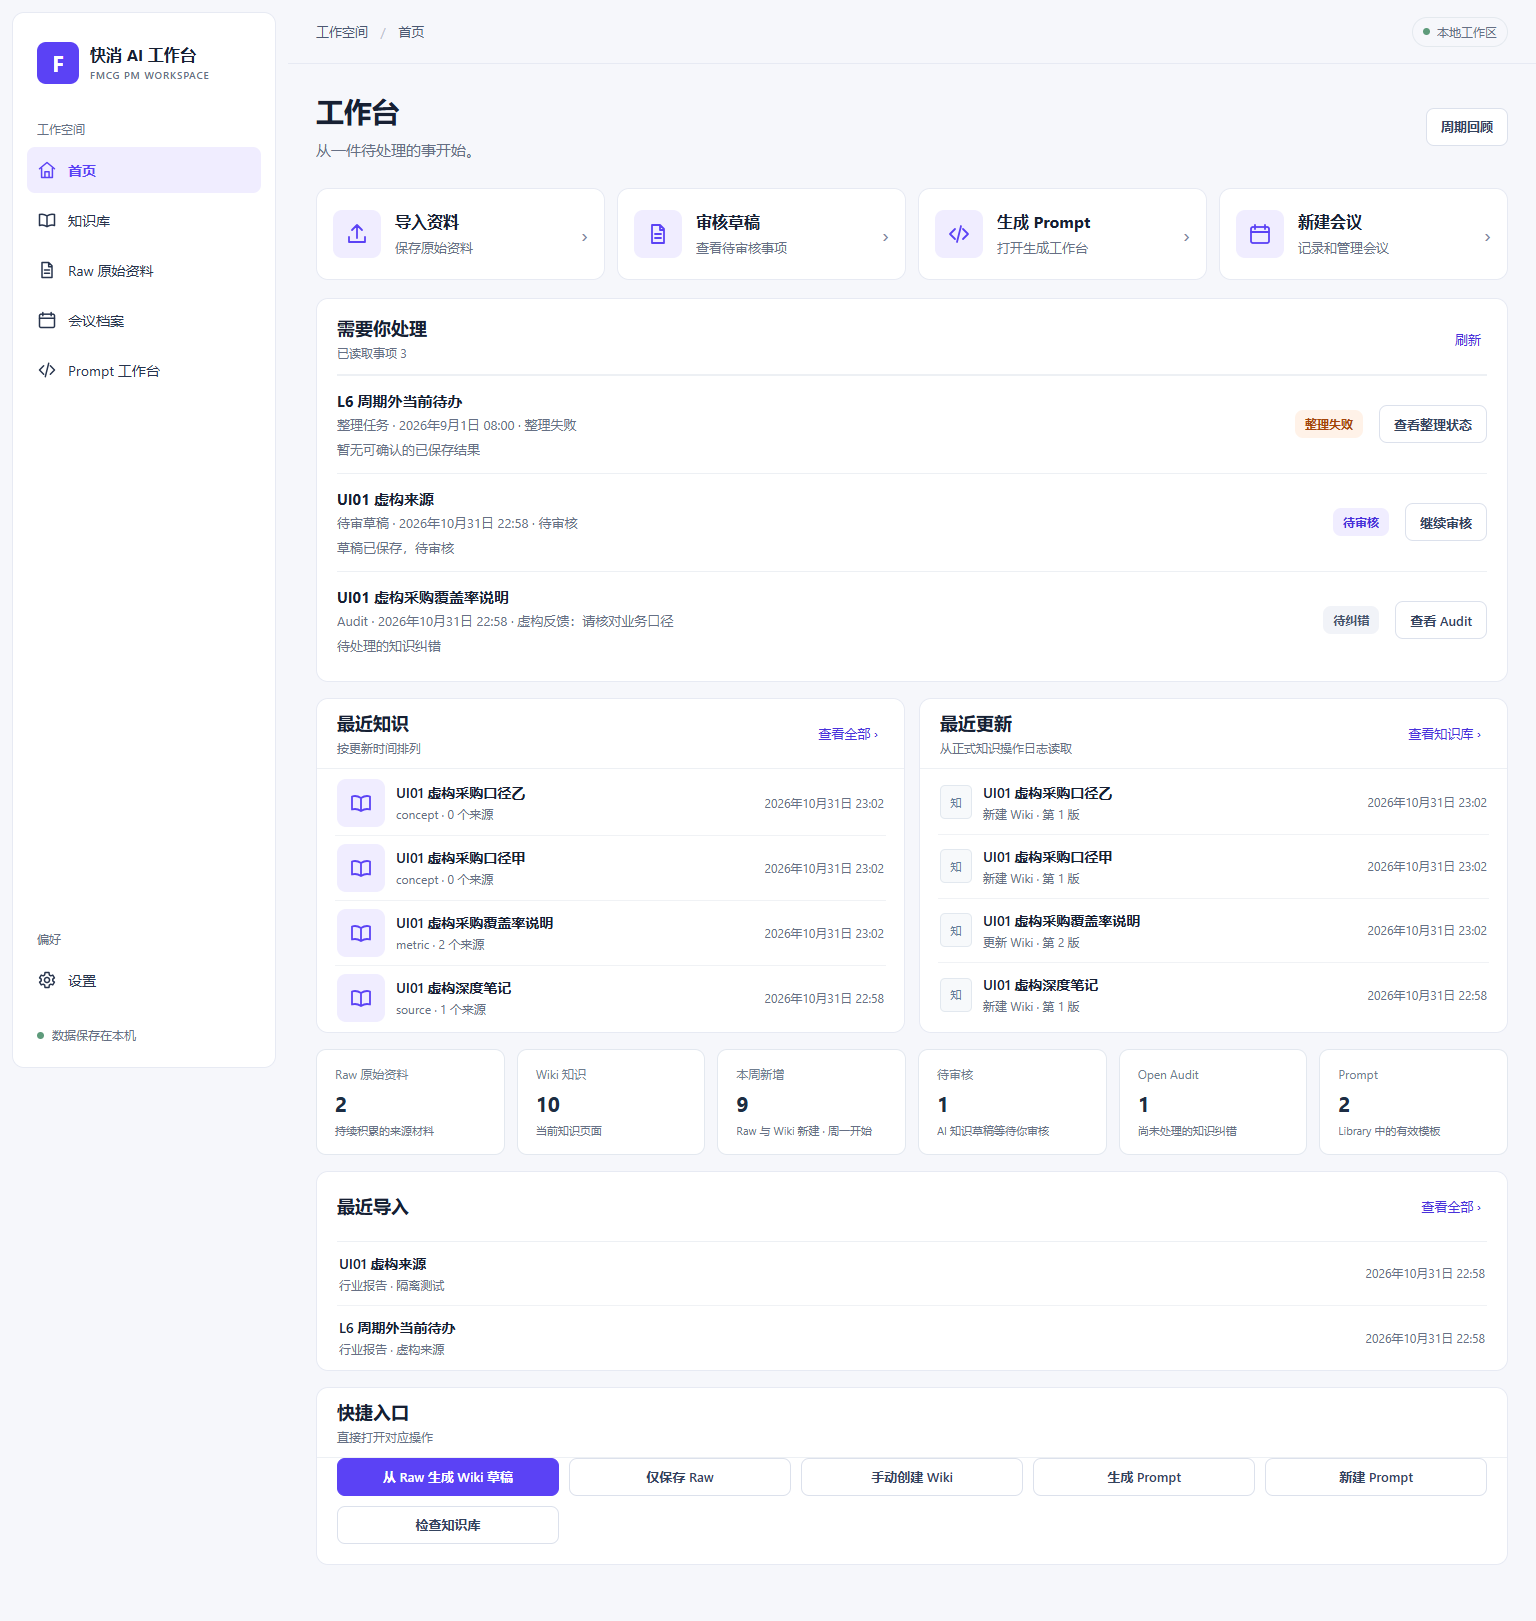 F
快消 AI 工作台
FMCG PM WORKSPACE
工作空间
首页
知识库
Raw 原始资料
会议档案
Prompt 工作台
偏好
设置
数据保存在本机
工作空间 / 首页
本地工作区
工作台
从一件待处理的事开始。
周期回顾
导入资料
保存原始资料
审核草稿
查看待审核事项
生成 Prompt
打开生成工作台
新建会议
记录和管理会议
需要你处理
已读取事项 3
刷新
L6 周期外当前待办
整理任务 · 2026年9月1日 08:00 · 整理失败
暂无可确认的已保存结果
整理失败
查看整理状态
UI01 虚构来源
待审草稿 · 2026年10月31日 22:58 · 待审核
草稿已保存，待审核
待审核
继续审核
UI01 虚构采购覆盖率说明
Audit · 2026年10月31日 22:58 · 虚构反馈：请核对业务口径
待处理的知识纠错
待纠错
查看 Audit
最近知识
按更新时间排列
查看全部 ›
UI01 虚构采购口径乙
concept · 0 个来源
2026年10月31日 23:02
UI01 虚构采购口径甲
concept · 0 个来源
2026年10月31日 23:02
UI01 虚构采购覆盖率说明
metric · 2 个来源
2026年10月31日 23:02
UI01 虚构深度笔记
source · 1 个来源
2026年10月31日 22:58
最近更新
从正式知识操作日志读取
查看知识库 ›
知
UI01 虚构采购口径乙
新建 Wiki · 第 1 版
2026年10月31日 23:02
知
UI01 虚构采购口径甲
新建 Wiki · 第 1 版
2026年10月31日 23:02
知
UI01 虚构采购覆盖率说明
更新 Wiki · 第 2 版
2026年10月31日 23:02
知
UI01 虚构深度笔记
新建 Wiki · 第 1 版
2026年10月31日 22:58
Raw 原始资料
2
持续积累的来源材料
Wiki 知识
10
当前知识页面
本周新增
9
Raw 与 Wiki 新建 · 周一开始
待审核
1
AI 知识草稿等待你审核
Open Audit
1
尚未处理的知识纠错
Prompt
2
Library 中的有效模板
最近导入
查看全部 ›
UI01 虚构来源
行业报告 · 隔离测试
2026年10月31日 22:58
L6 周期外当前待办
行业报告 · 虚构来源
2026年10月31日 22:58
快捷入口
直接打开对应操作
从 Raw 生成 Wiki 草稿
仅保存 Raw
手动创建 Wiki
生成 Prompt
新建 Prompt
检查知识库